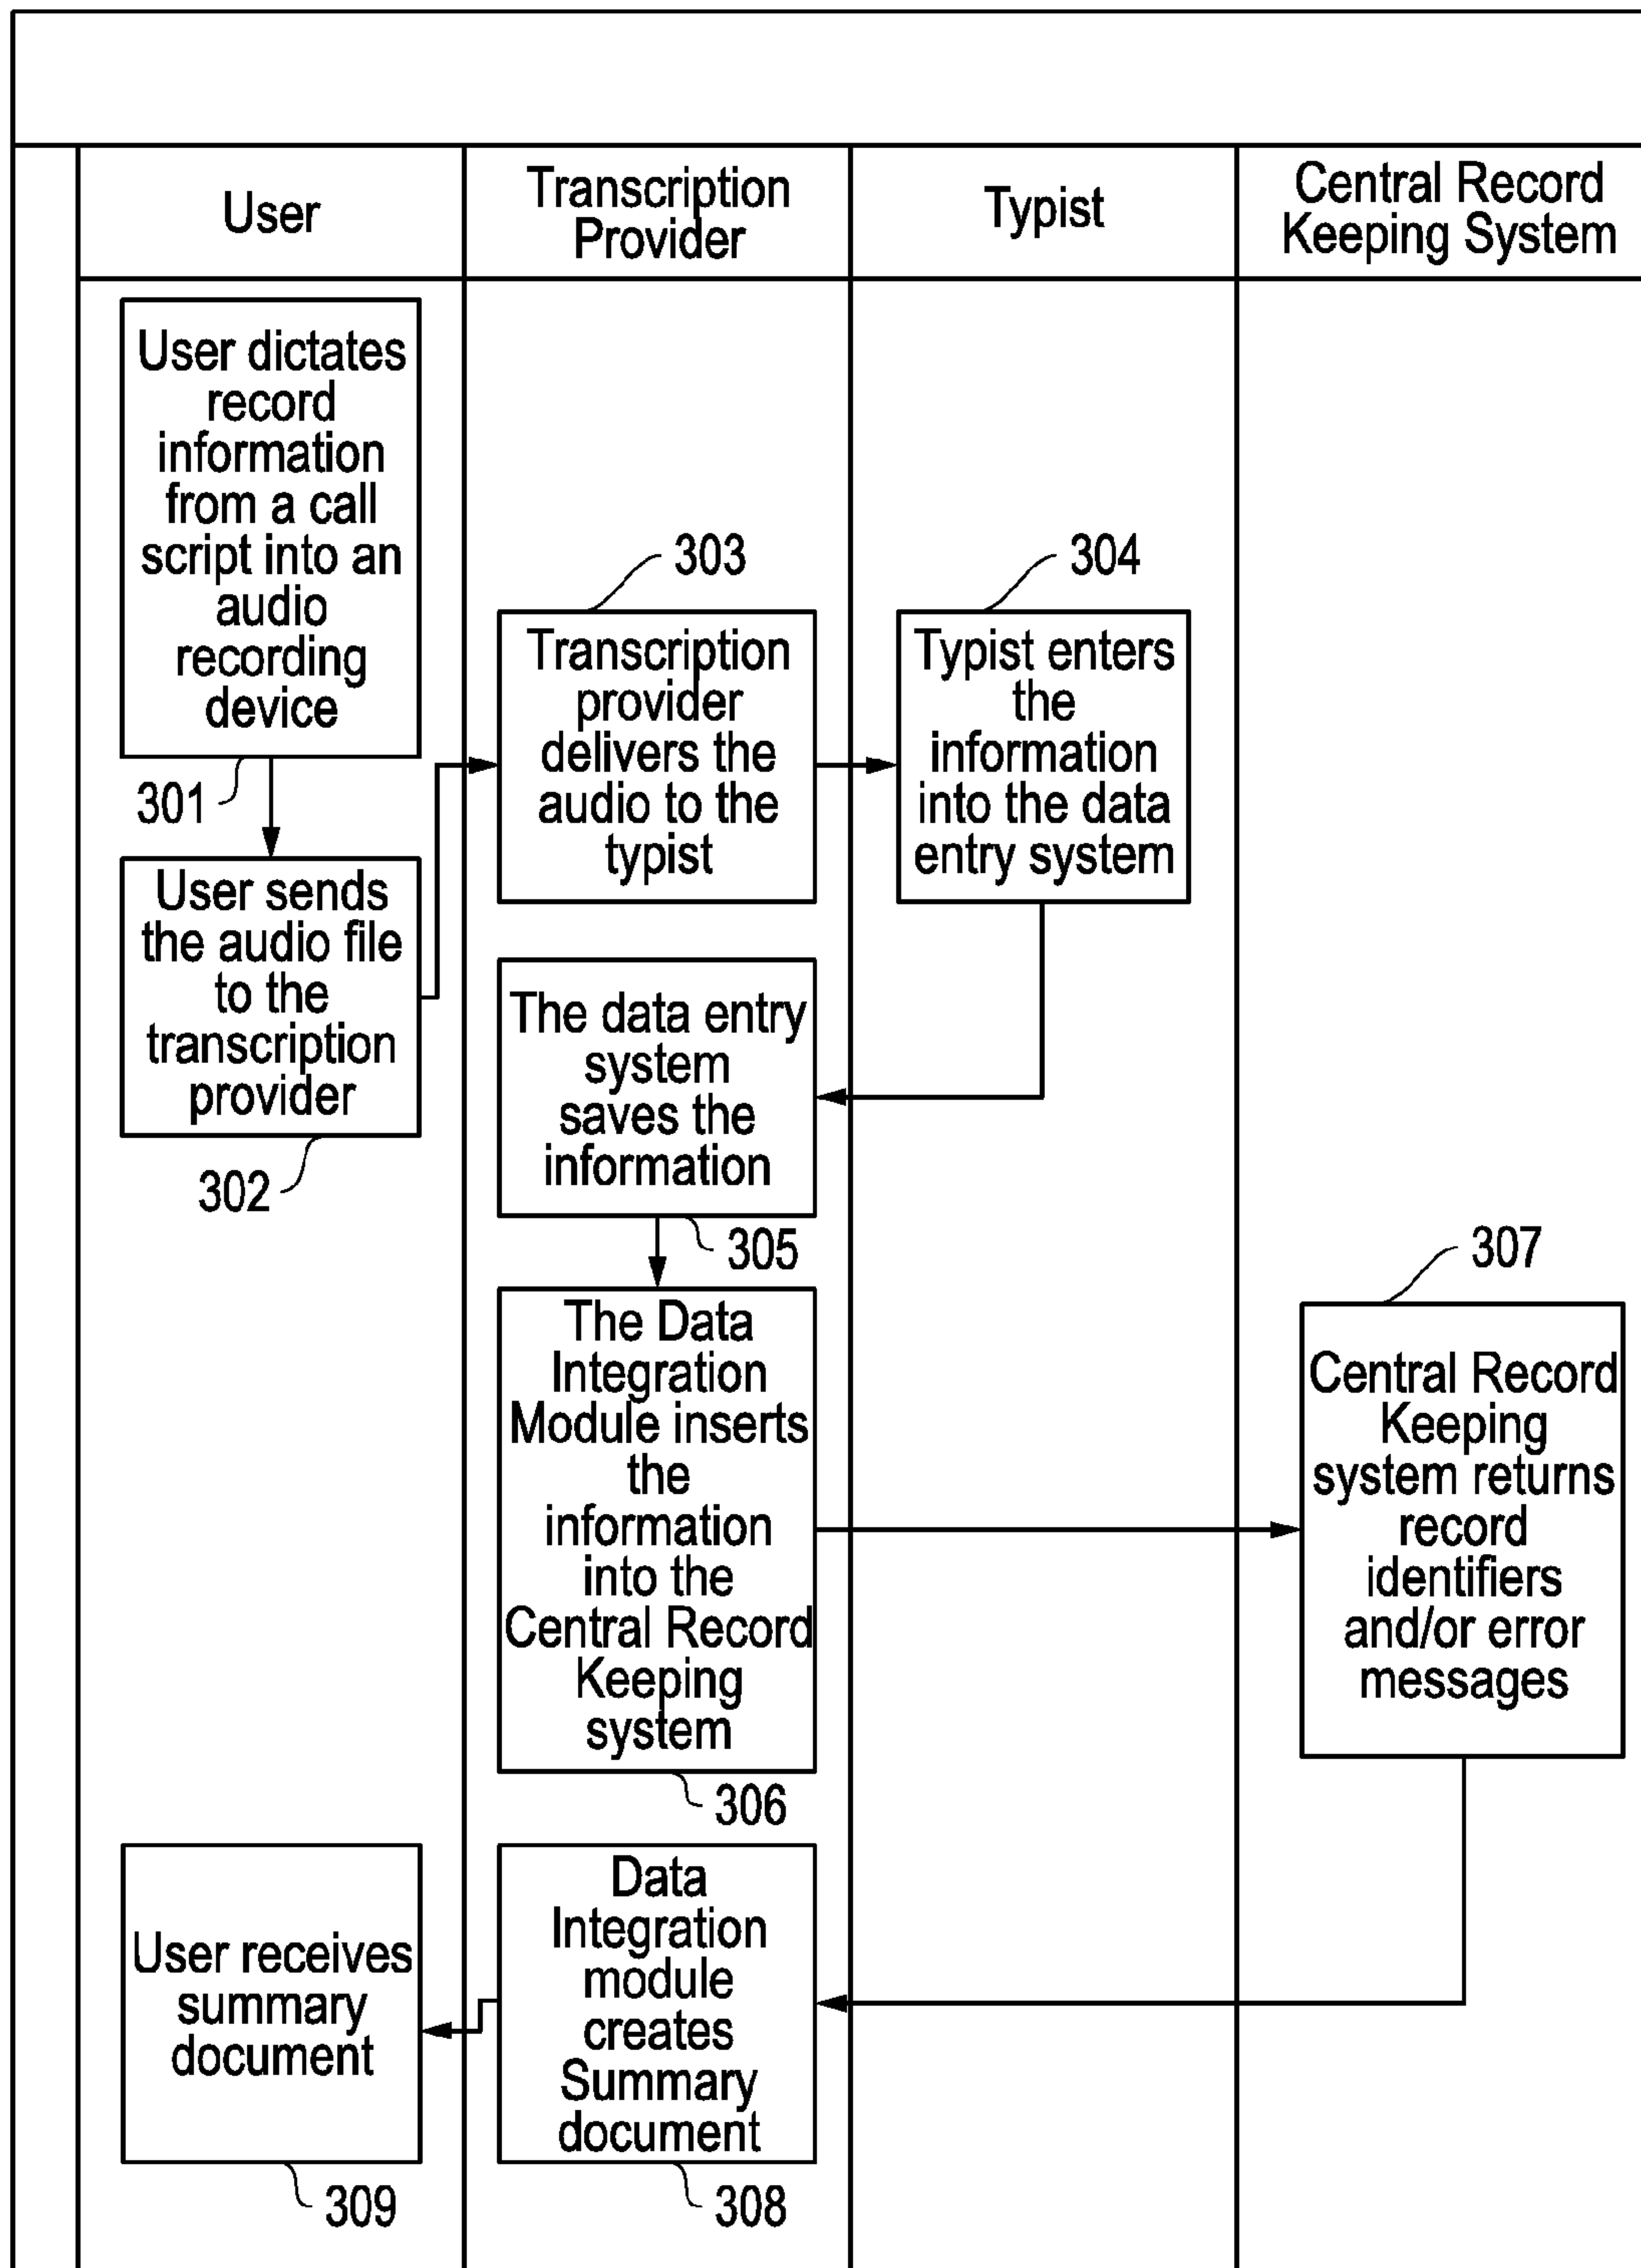 User
Transcription
Provider
Typist
Central Record
Keeping System
User dictates
record
information
from a call
script into an
audio
recording
device
301
User sends
the audio file
to the
transcription
provider
302
303
Transcription
provider
delivers the
audio to the
typist
304
Typist enters
the
information
into the data
entry system
The data entry
system
saves the
information
305
The Data
Integration
Module inserts
the
information
into the
Central Record
Keeping
system
306
307
Central Record
Keeping
system returns
record
identifiers
and/or error
messages
Data
Integration
module
creates
Summary
document
308
User receives
summary
document
309